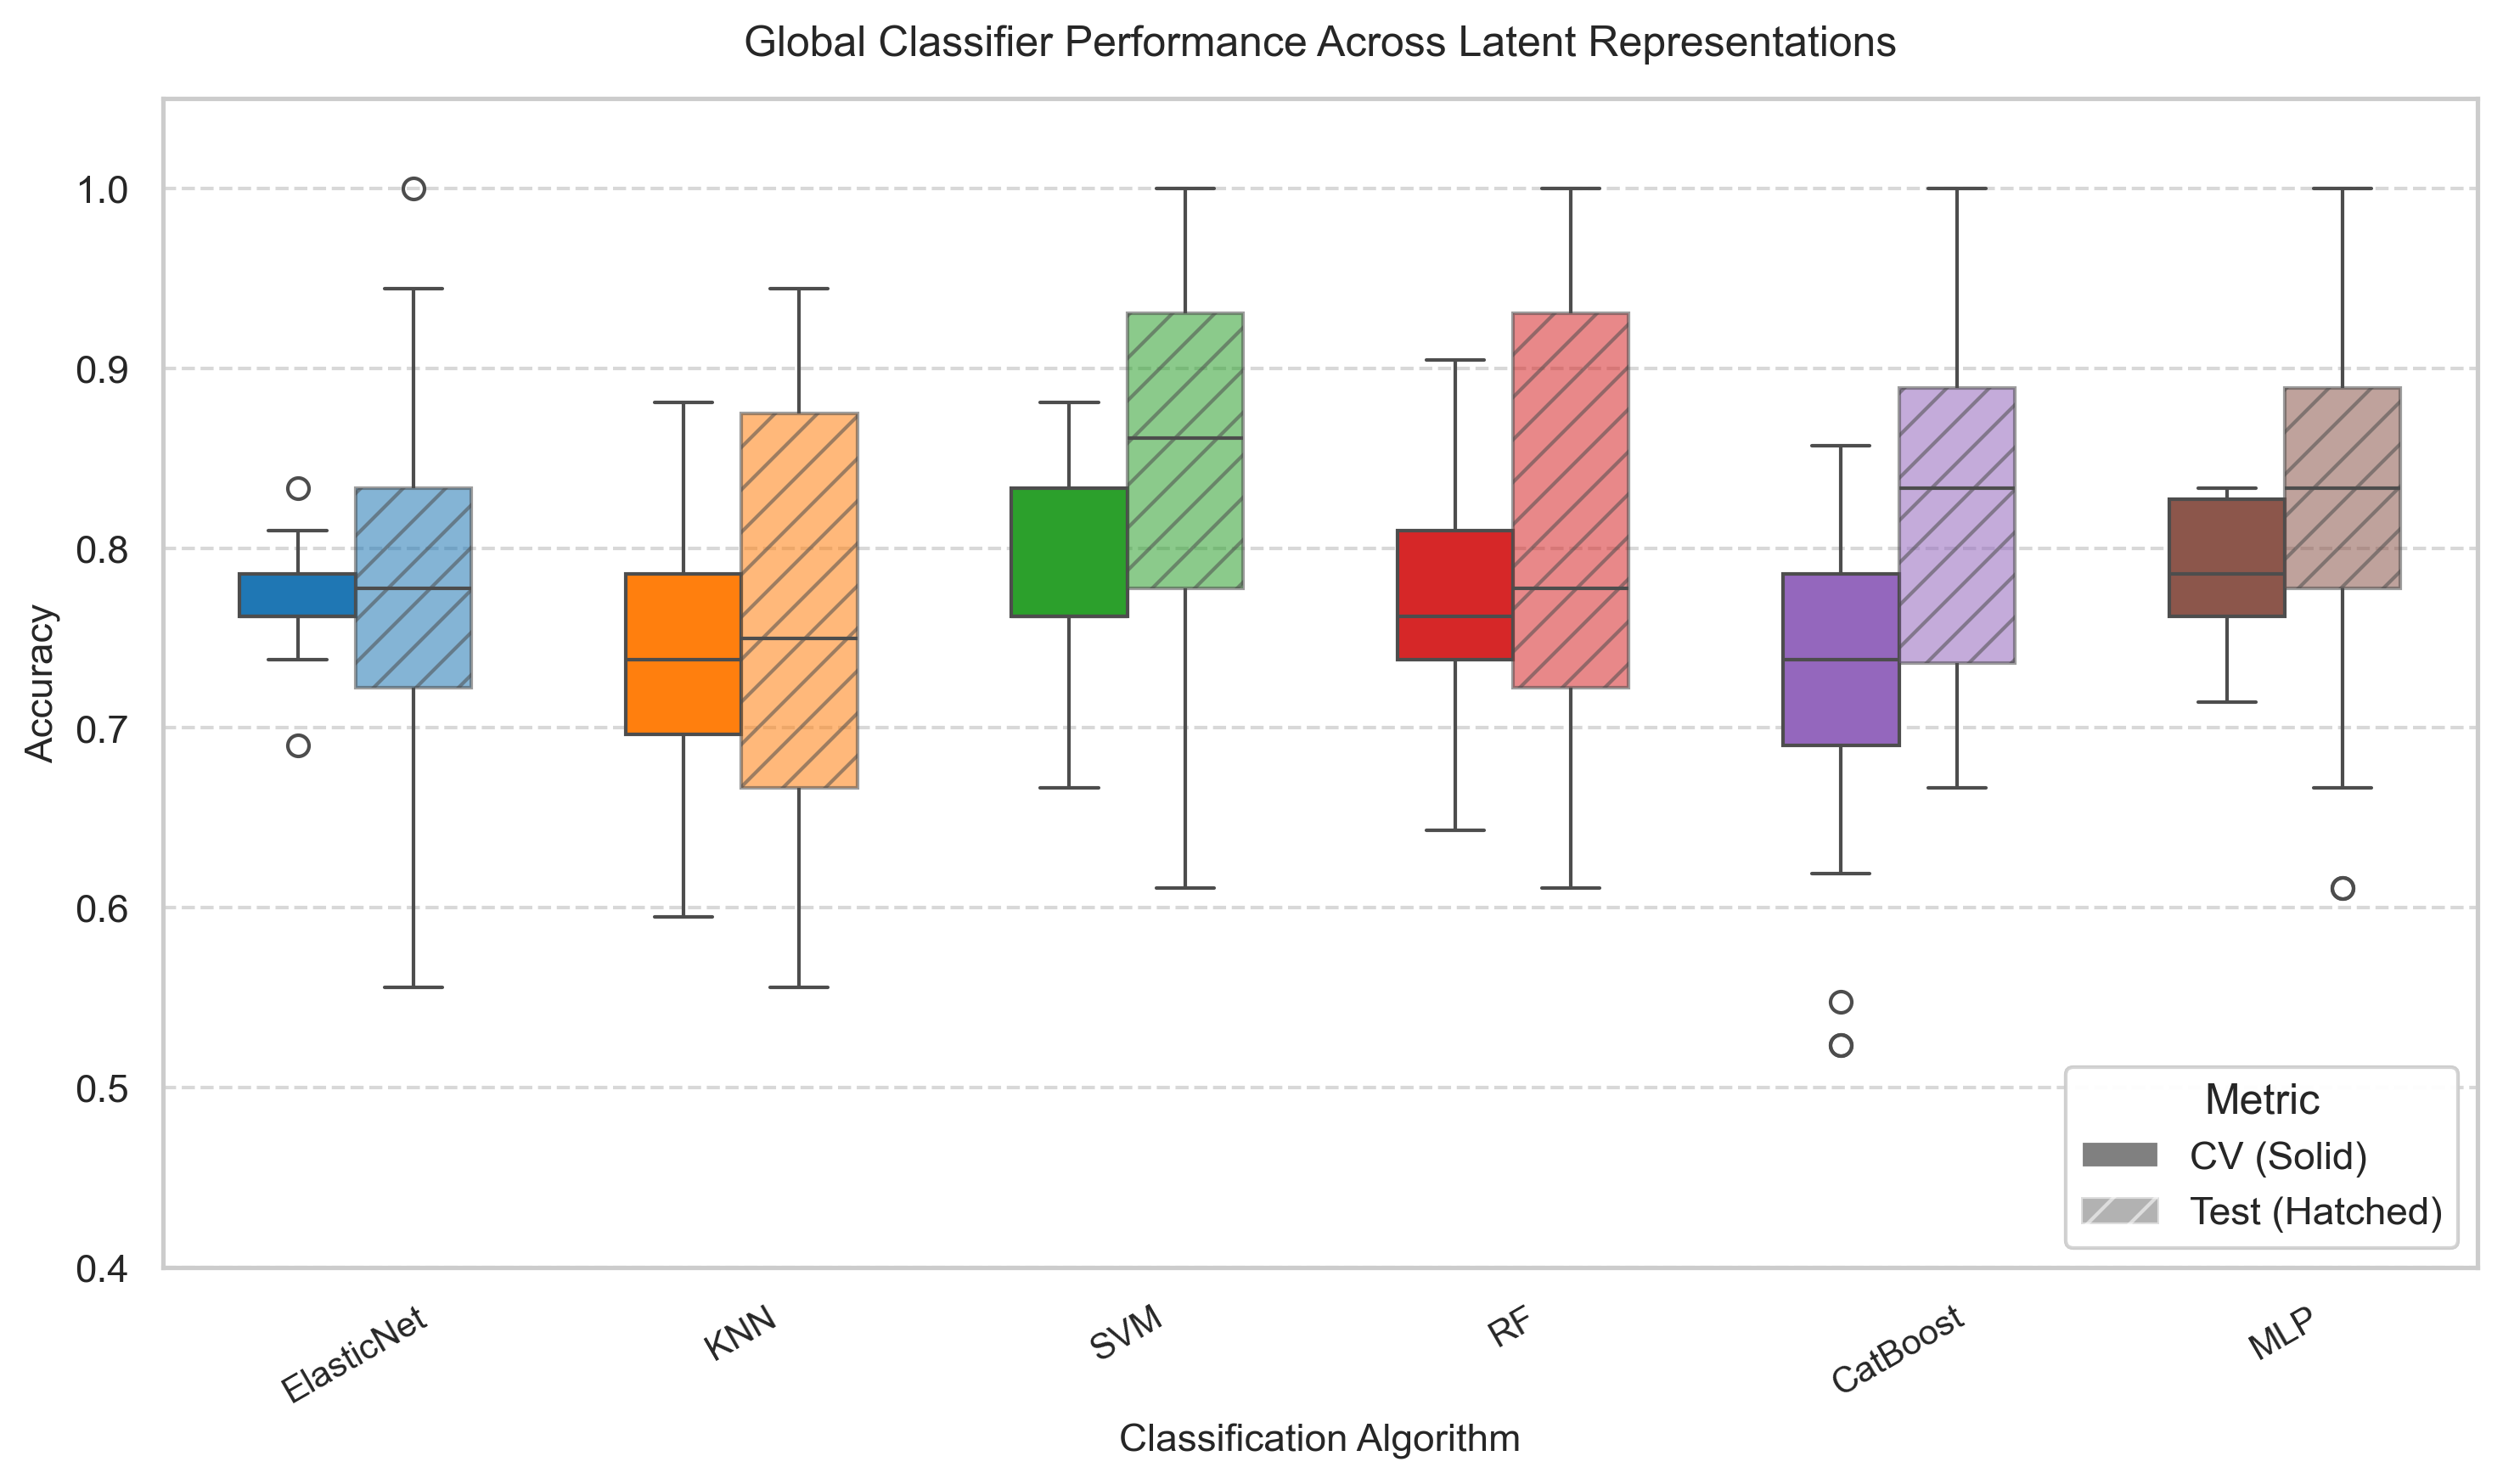 Global Classifier Performance Across Latent Representations
Accuracy
1.0
0.9
0.8
0.7
0.6
0.5
0.4
Metric
CV (Solid)
Test (Hatched)
ElasticNet
KNN
SVM
RF
CatBoost
MLP
Classification Algorithm